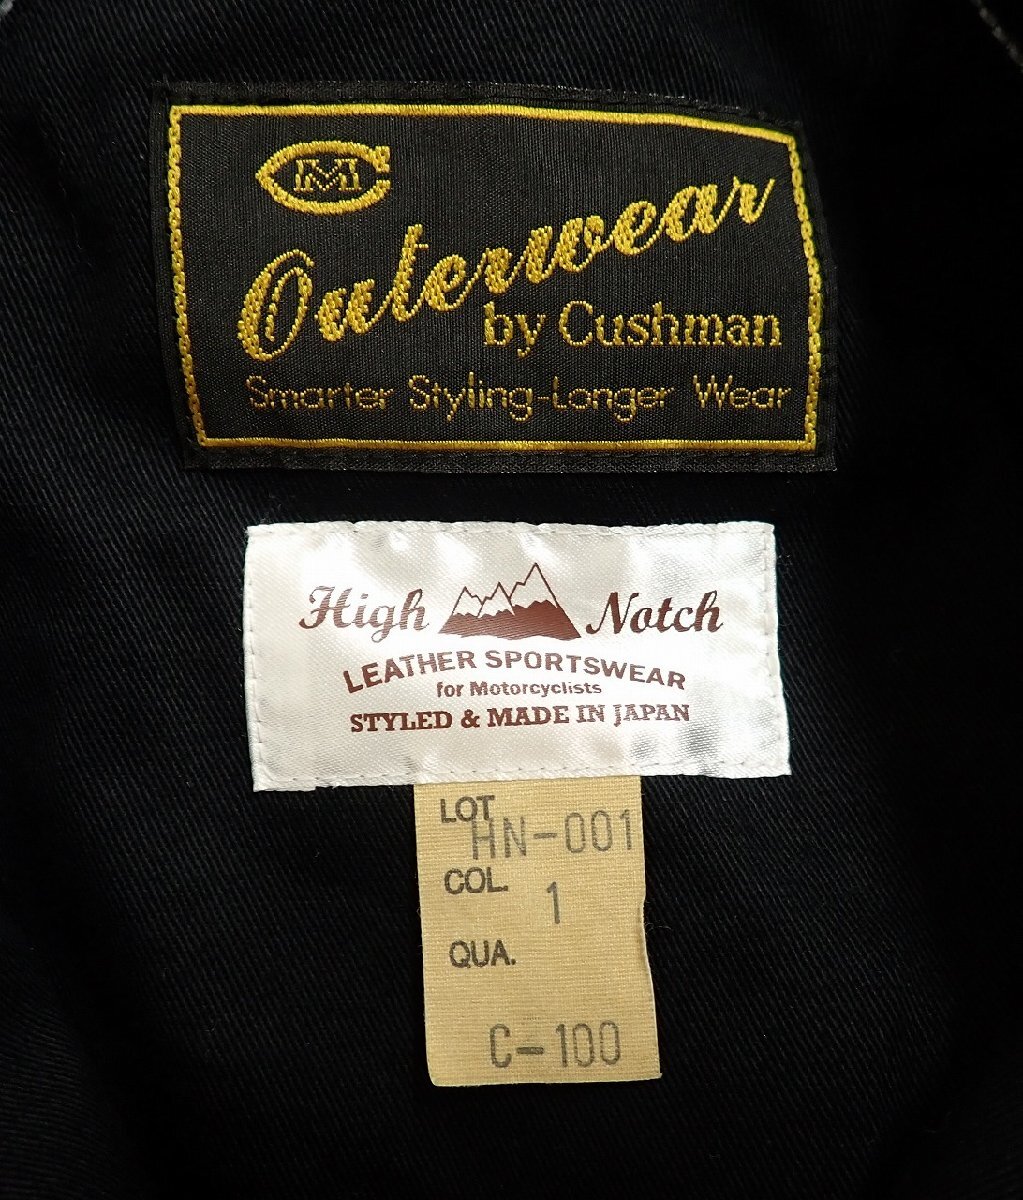 CM
Outerwear
by Cushman
Smarter Styling-Longer Wear
High Notch
LEATHER SPORTSWEAR
for Motorcyclists
STYLED & MADE IN JAPAN
LOT HN-001
COL. 1
QUA.
C-100